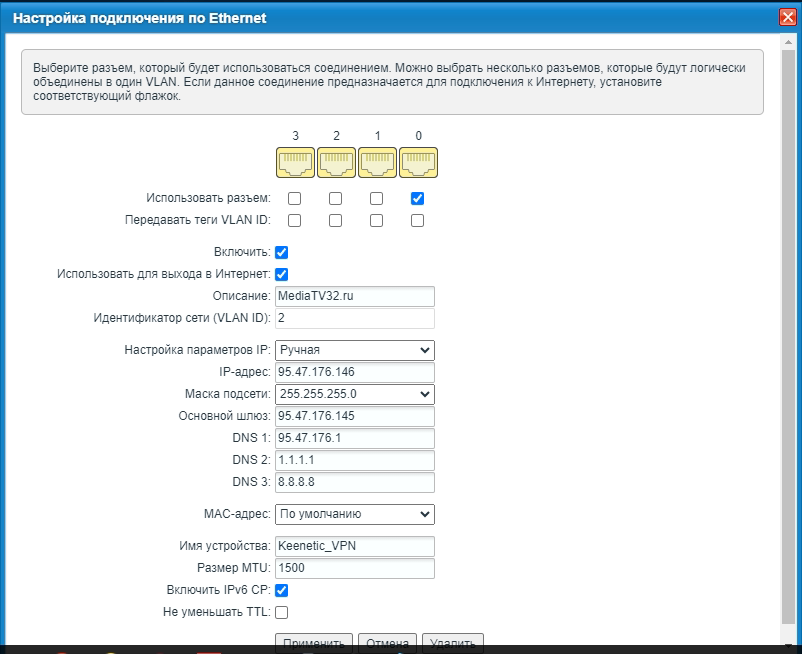 Настройка подключения по Ethernet
Выберите разъем, который будет использоваться соединением. Можно выбрать несколько разъемов, которые будут логически
объединены в один VLAN. Если данное соединение предназначается для подключения к Интернету, установите
соответствующий флажок.
3 2 1 0
Использовать разъем:
Передавать теги VLAN ID:
Включить:
Использовать для выхода в Интернет:
Описание: MediaTV32.ru
Идентификатор сети (VLAN ID): 2
Настройка параметров IP: Ручная
IP-адрес: 95.47.176.146
Маска подсети: 255.255.255.0
Основной шлюз: 95.47.176.145
DNS 1: 95.47.176.1
DNS 2: 1.1.1.1
DNS 3: 8.8.8.8
MAC-адрес: По умолчанию
Имя устройства: Keenetic_VPN
Размер MTU: 1500
Включить IPv6 CP:
Не уменьшать TTL:
Применить Отмена Удалить